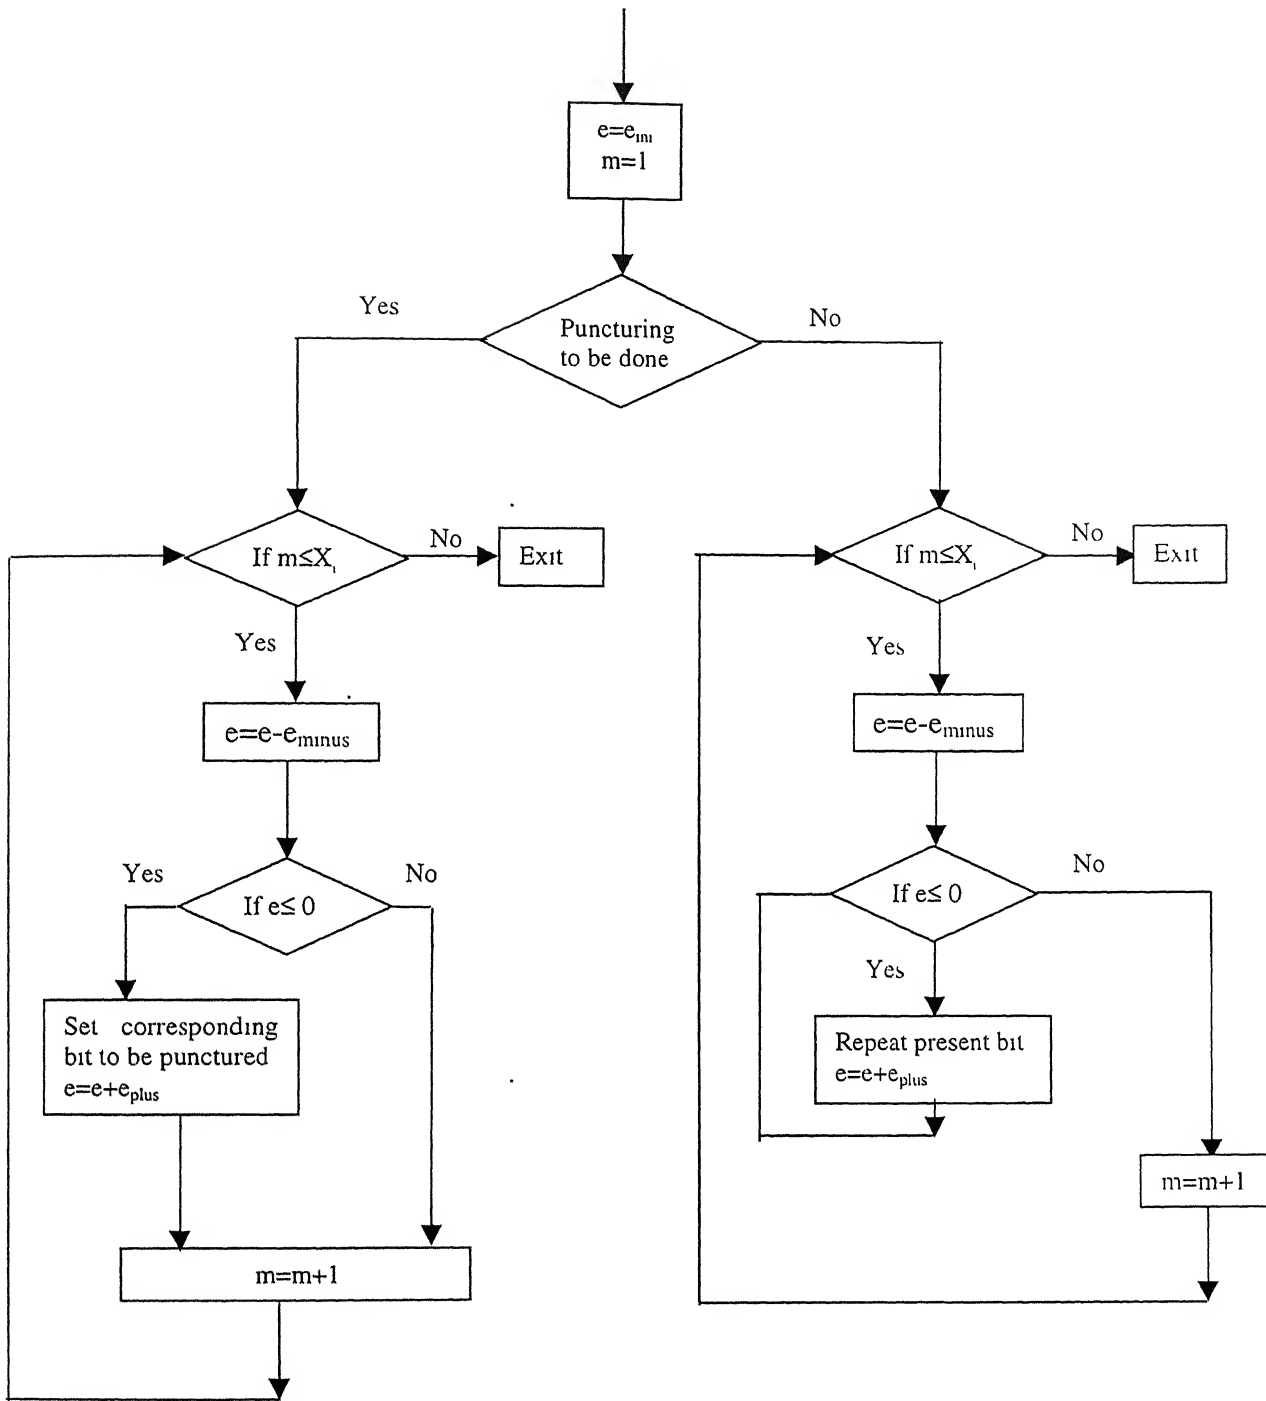 e=e_ini
m=1
Yes
Puncturing
to be done
No
If m≤X_i
No
Exit
Yes
e=e-e_minus
Yes
If e≤ 0
No
Set corresponding
bit to be punctured
e=e+e_plus
m=m+1
If m≤X_i
No
Exit
Yes
e=e-e_minus
If e≤ 0
No
Yes
Repeat present bit
e=e+e_plus
m=m+1